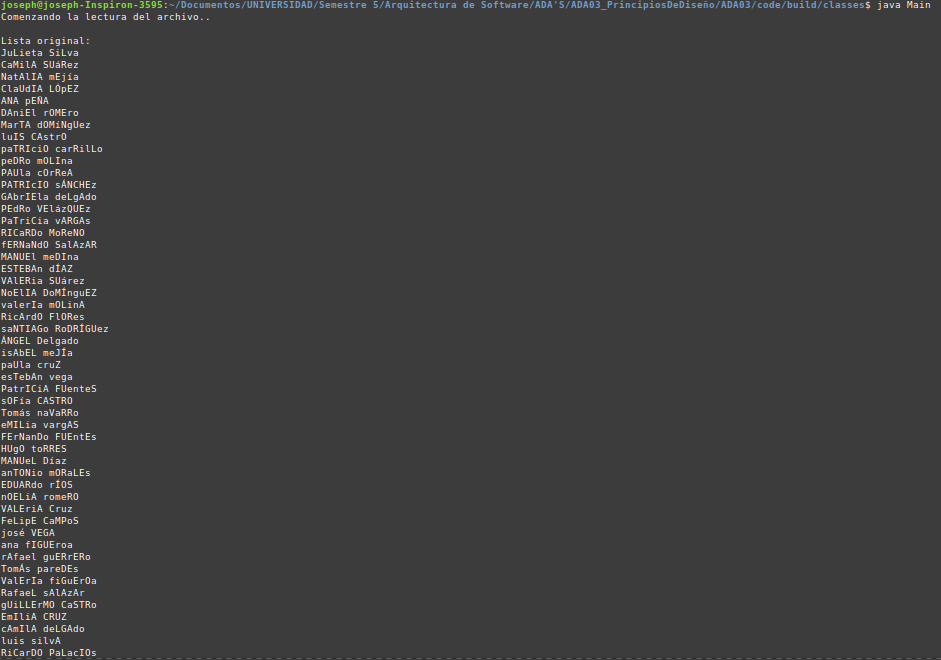 joseph@joseph-Inspiron-3595:~/Documentos/UNIVERSIDAD/Semestre 5/Arquitectura de Software/ADA'S/ADA03_PrincipiosDeDiseño/ADA03/code/build/classes$ java Main
Comenzando la lectura del archivo..
Lista original:
JuLieta SiLva
CaMilA SUáRez
NatAlIA mEjía
ClaUdIA LÓpEZ
ANA pEÑA
DAniEl rOMEro
MarTA dOMíNgUez
luIS CAstrO
paTRIciO carRilLo
peDRo mOLIna
PAUla cOrReA
PATRIcIO sÁNCHEz
GAbrIEla deLgAdo
PEdRo VElázQUEz
PaTriCia vARGAs
RICaRDo MoReNO
fERNaNdO SalAzAR
MANUEl meDIna
ESTEBAn dÍAZ
VAlERia SUárez
NoElIA DoMÍnguEZ
valerIa mOLinA
RicArdO FlORes
saNTIAGo RoDRÍGUez
ÁNGEL Delgado
isAbEL meJÍa
paUla cruZ
esTebAn vega
PatrICiA FUenteS
sOFía CASTRO
Tomás naVaRRo
eMILia vargAS
FErNanDo FUEntEs
HUgO toRRES
MANUeL Díaz
anTONio mORaLEs
EDUARdo rÍOS
nOELiA romeRO
VALEriA Cruz
FeLipE CaMPoS
josé VEGA
ana fIGUEroa
rAfael guERrERo
TomÁs pareDEs
ValErIa fiGuErOa
RafaeL sAlAzAr
gUiLLErMO CaSTRo
EmIliA CRUZ
cAmIlA deLGAdo
luis silvA
RiCarDO PaLacIOs